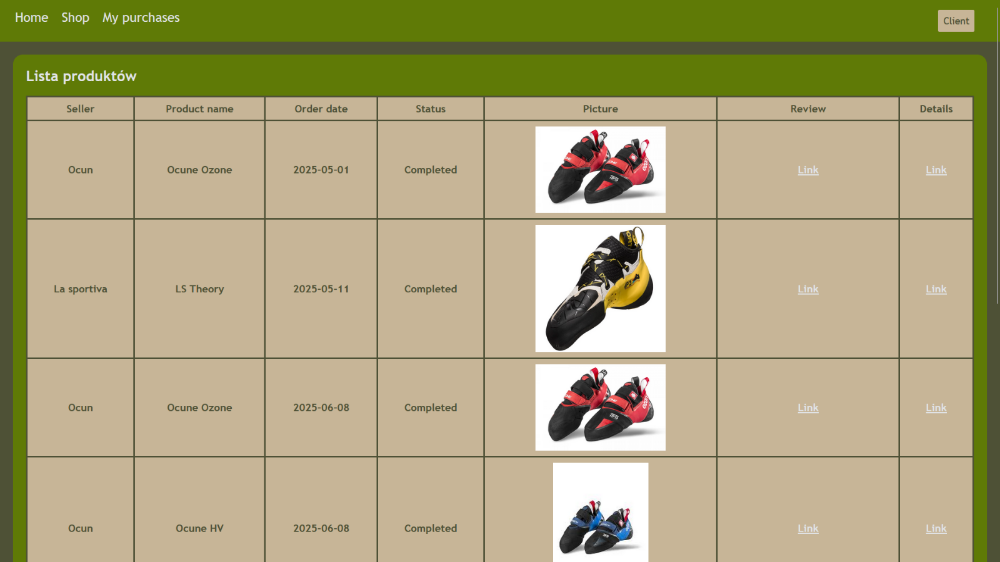 Home Shop My purchases Client
Lista produktów
Seller Product name Order date Status Picture Review Details
Ocun Ocune Ozone 2025-05-01 Completed Link Link
La sportiva LS Theory 2025-05-11 Completed Link Link
Ocun Ocune Ozone 2025-06-08 Completed Link Link
Ocun Ocune HV 2025-06-08 Completed Link Link